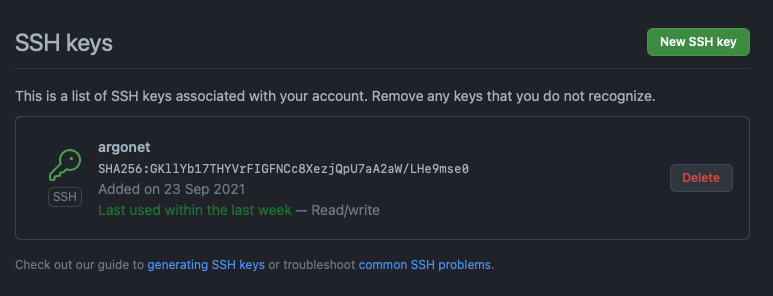 SSH keys
New SSH key
This is a list of SSH keys associated with your account. Remove any keys that you do not recognize.
argonet
SHA256:GKllYb17THYVrFIGFNCc8XezjQpU7aA2aW/LHe9mse0
SSH
Added on 23 Sep 2021
Delete
Last used within the last week — Read/write
Check out our guide to generating SSH keys or troubleshoot common SSH problems.